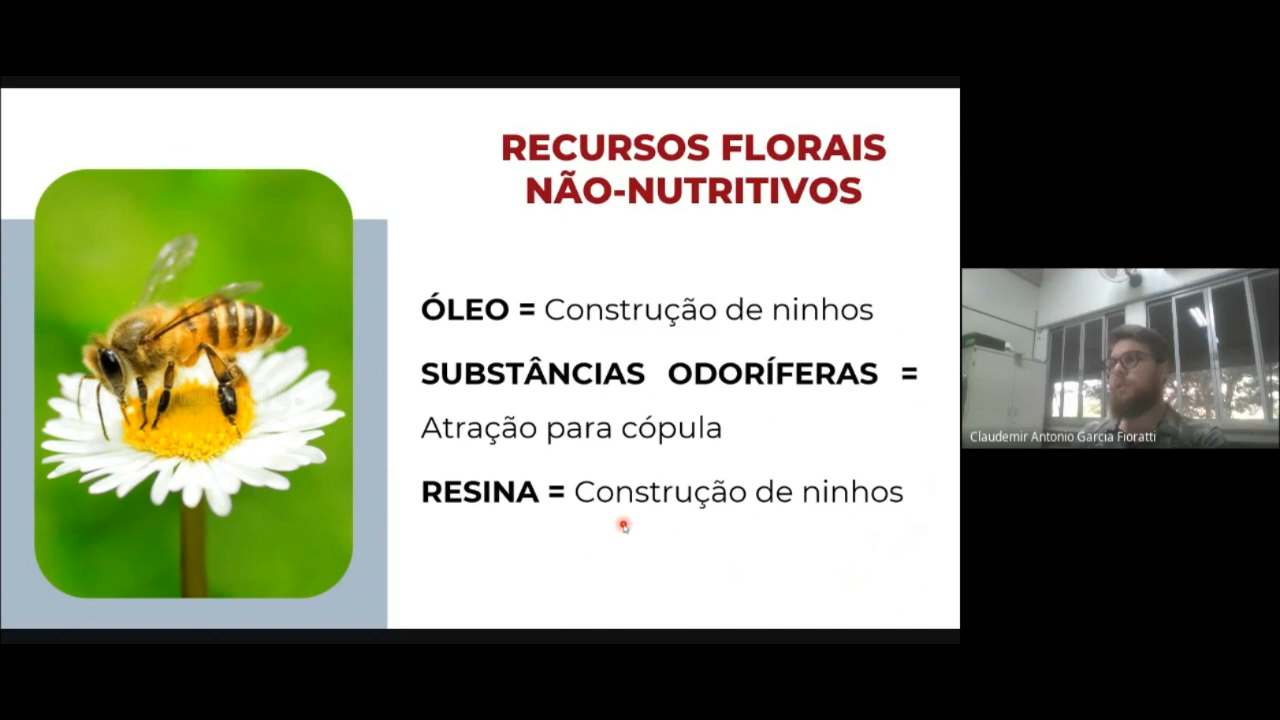 RECURSOS FLORAIS
NÃO-NUTRITIVOS
ÓLEO = Construção de ninhos
SUBSTÂNCIAS ODORÍFERAS =
Atração para cópula
RESINA = Construção de ninhos
Claudemir Antonio Garcia Fioratti